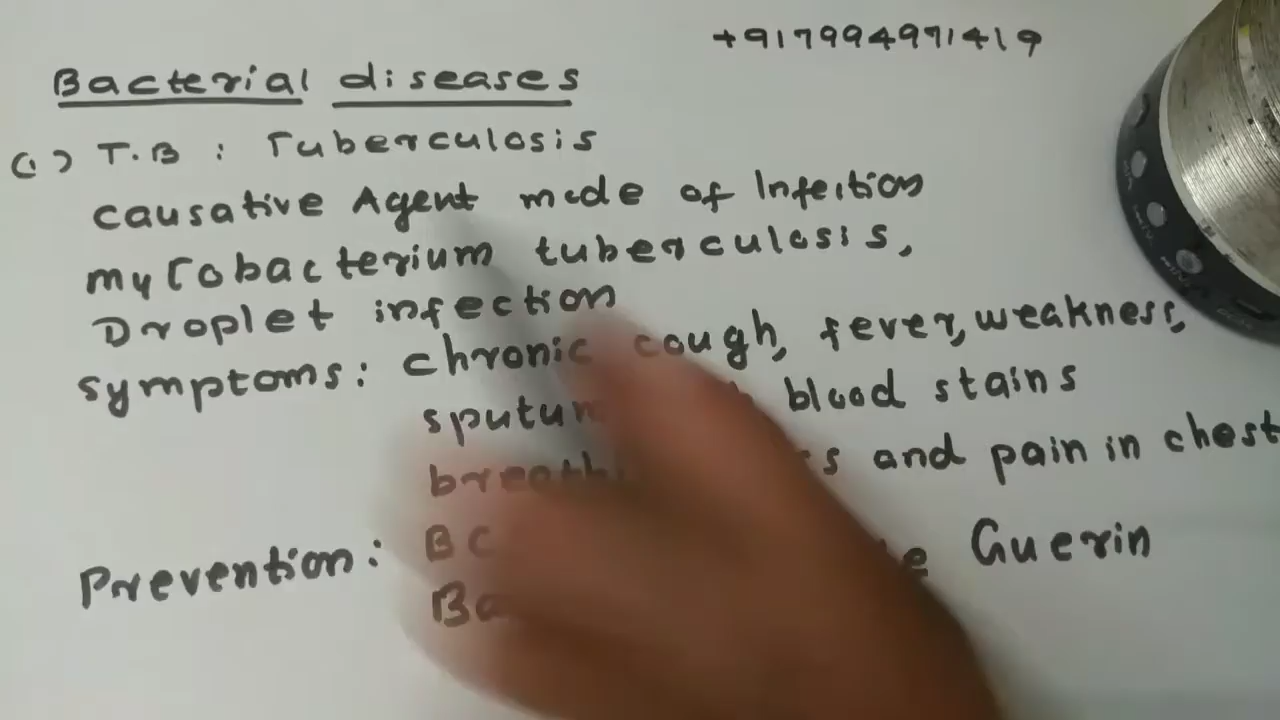 +917994971419
Bacterial diseases
(1) T.B : Tuberculosis
causative Agent mode of Infection
mycobacterium tuberculosis,
Droplet infection
symptoms: chronic cough, fever, weakness,
blood stains
and pain in chest
Prevention: Guerin